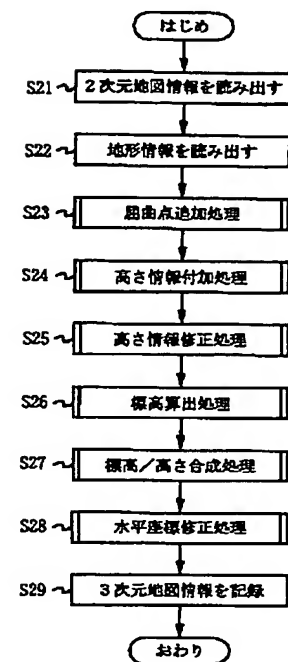 はじめ
S21 2次元地図情報を読み出す
S22 地形情報を読み出す
S23 屈曲点追加処理
S24 高さ情報付加処理
S25 高さ情報修正処理
S26 標高算出処理
S27 標高／高さ合成処理
S28 水平座標修正処理
S29 3次元地図情報を記録
おわり